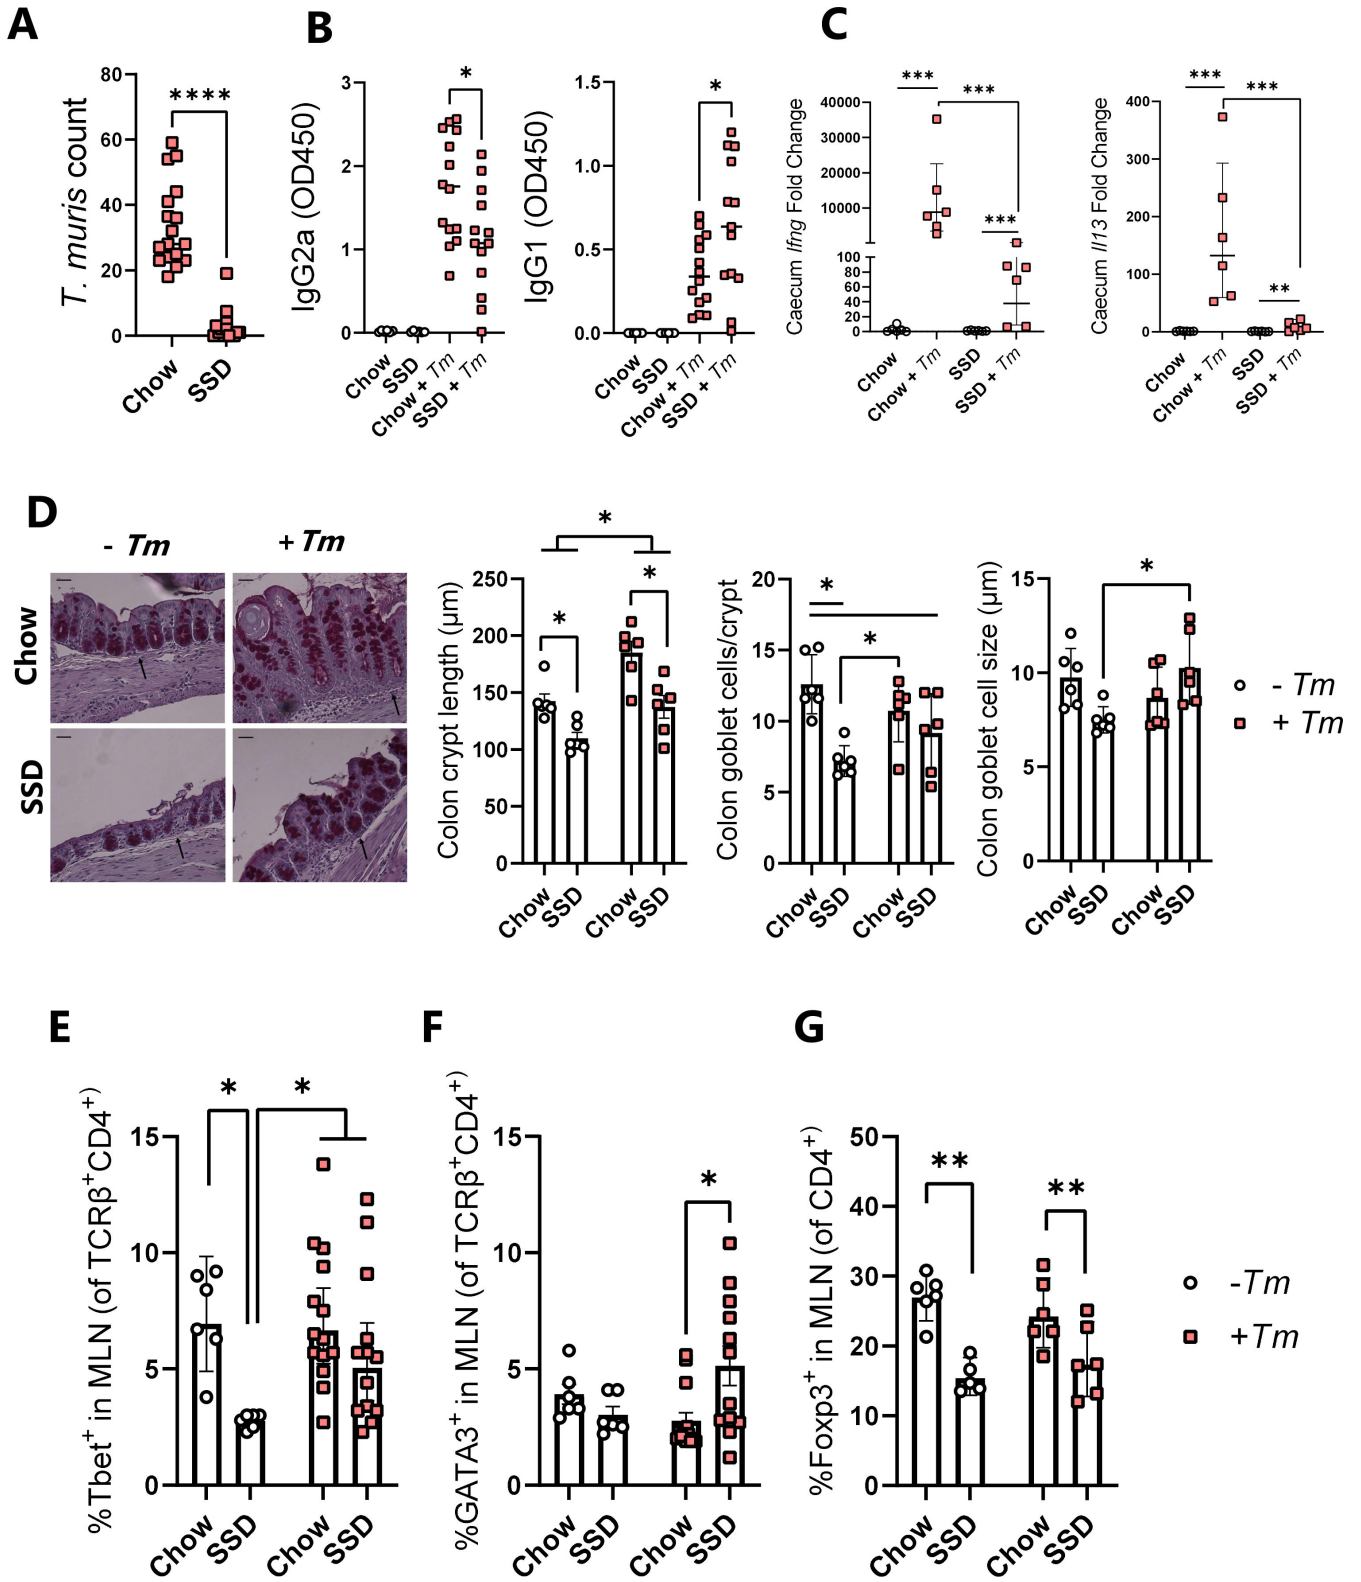 A
T. muris count
80
60
40
20
0
****
Chow
SSD
B
IgG2a (OD450)
3
2
1
0
*
Chow
SSD
Chow + Tm
SSD + Tm
IgG1 (OD450)
1.5
1.0
0.5
0.0
*
Chow
SSD
Chow + Tm
SSD + Tm
C
Caecum Ifng Fold Change
40000
30000
20000
10000
100
80
60
40
20
0
***
***
***
Chow
Chow + Tm
SSD
SSD + Tm
Caecum Il13 Fold Change
400
300
200
100
0
***
***
**
Chow
Chow + Tm
SSD
SSD + Tm
D
- Tm
+ Tm
Chow
SSD
Colon crypt length (μm)
250
200
150
100
50
0
*
*
*
Chow
SSD
Chow
SSD
Colon goblet cells/crypt
20
15
10
5
0
*
*
Chow
SSD
Chow
SSD
Colon goblet cell size (μm)
15
10
5
0
*
Chow
SSD
Chow
SSD
- Tm
+ Tm
E
%Tbet+ in MLN (of TCRβ+CD4+)
15
10
5
0
*
*
Chow
SSD
Chow
SSD
F
%GATA3+ in MLN (of TCRβ+CD4+)
15
10
5
0
*
Chow
SSD
Chow
SSD
G
%Foxp3+ in MLN (of CD4+)
50
40
30
20
10
0
**
**
Chow
SSD
Chow
SSD
-Tm
+Tm